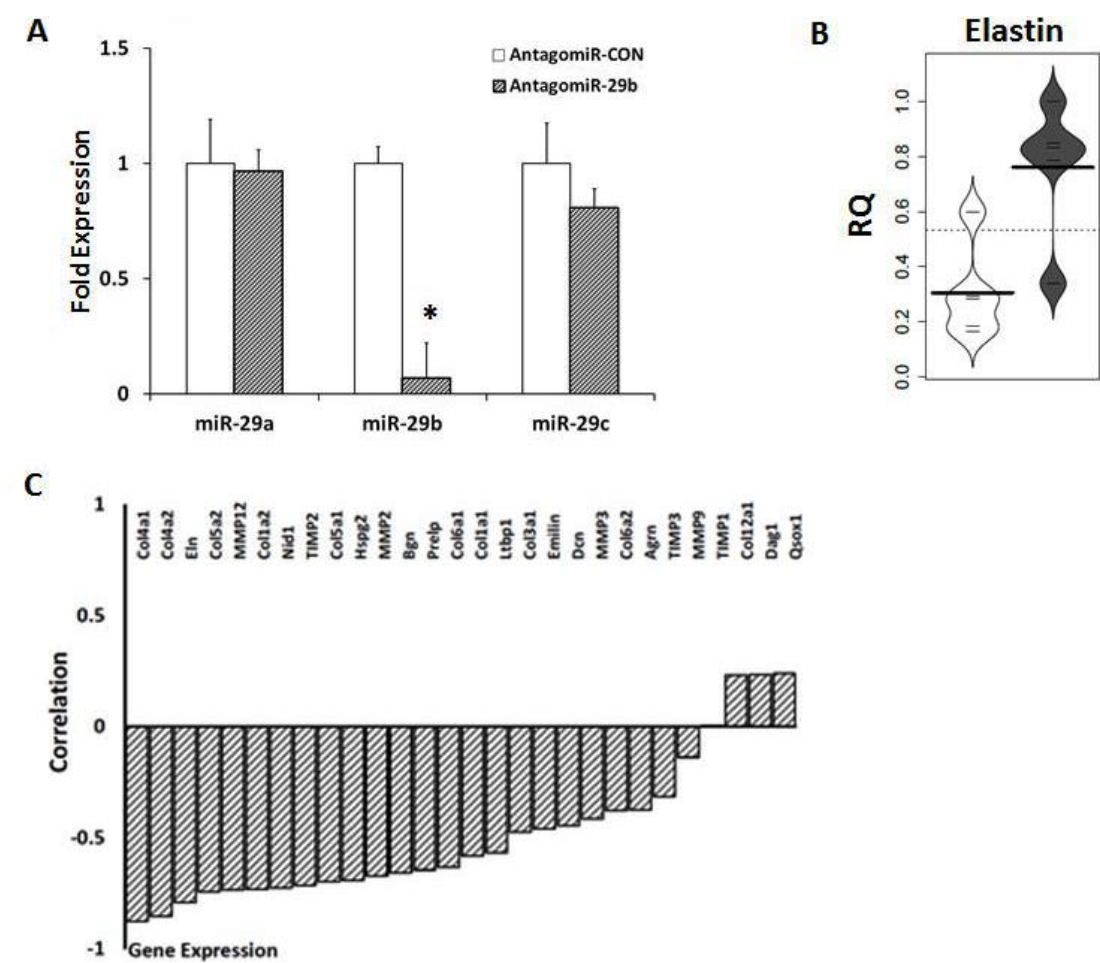 A
1.5
1
0.5
0
Fold Expression
AntagomiR-CON
AntagomiR-29b
*
miR-29a
miR-29b
miR-29c
B
Elastin
RQ
1.0
0.8
0.6
0.4
0.2
0.0
C
1
0.5
0
-0.5
-1
Correlation
Col4a1
Col4a2
Eln
Col5a2
MMP12
Col1a2
Nid1
TIMP2
Col5a1
Hspg2
MMP2
Bgn
Prelp
Col6a1
Col1a1
Ltbp1
Col3a1
Emilin
Dcn
MMP3
Col6a2
Agrn
TIMP3
MMP9
TIMP1
Col12a1
Dag1
Qsox1
Gene Expression